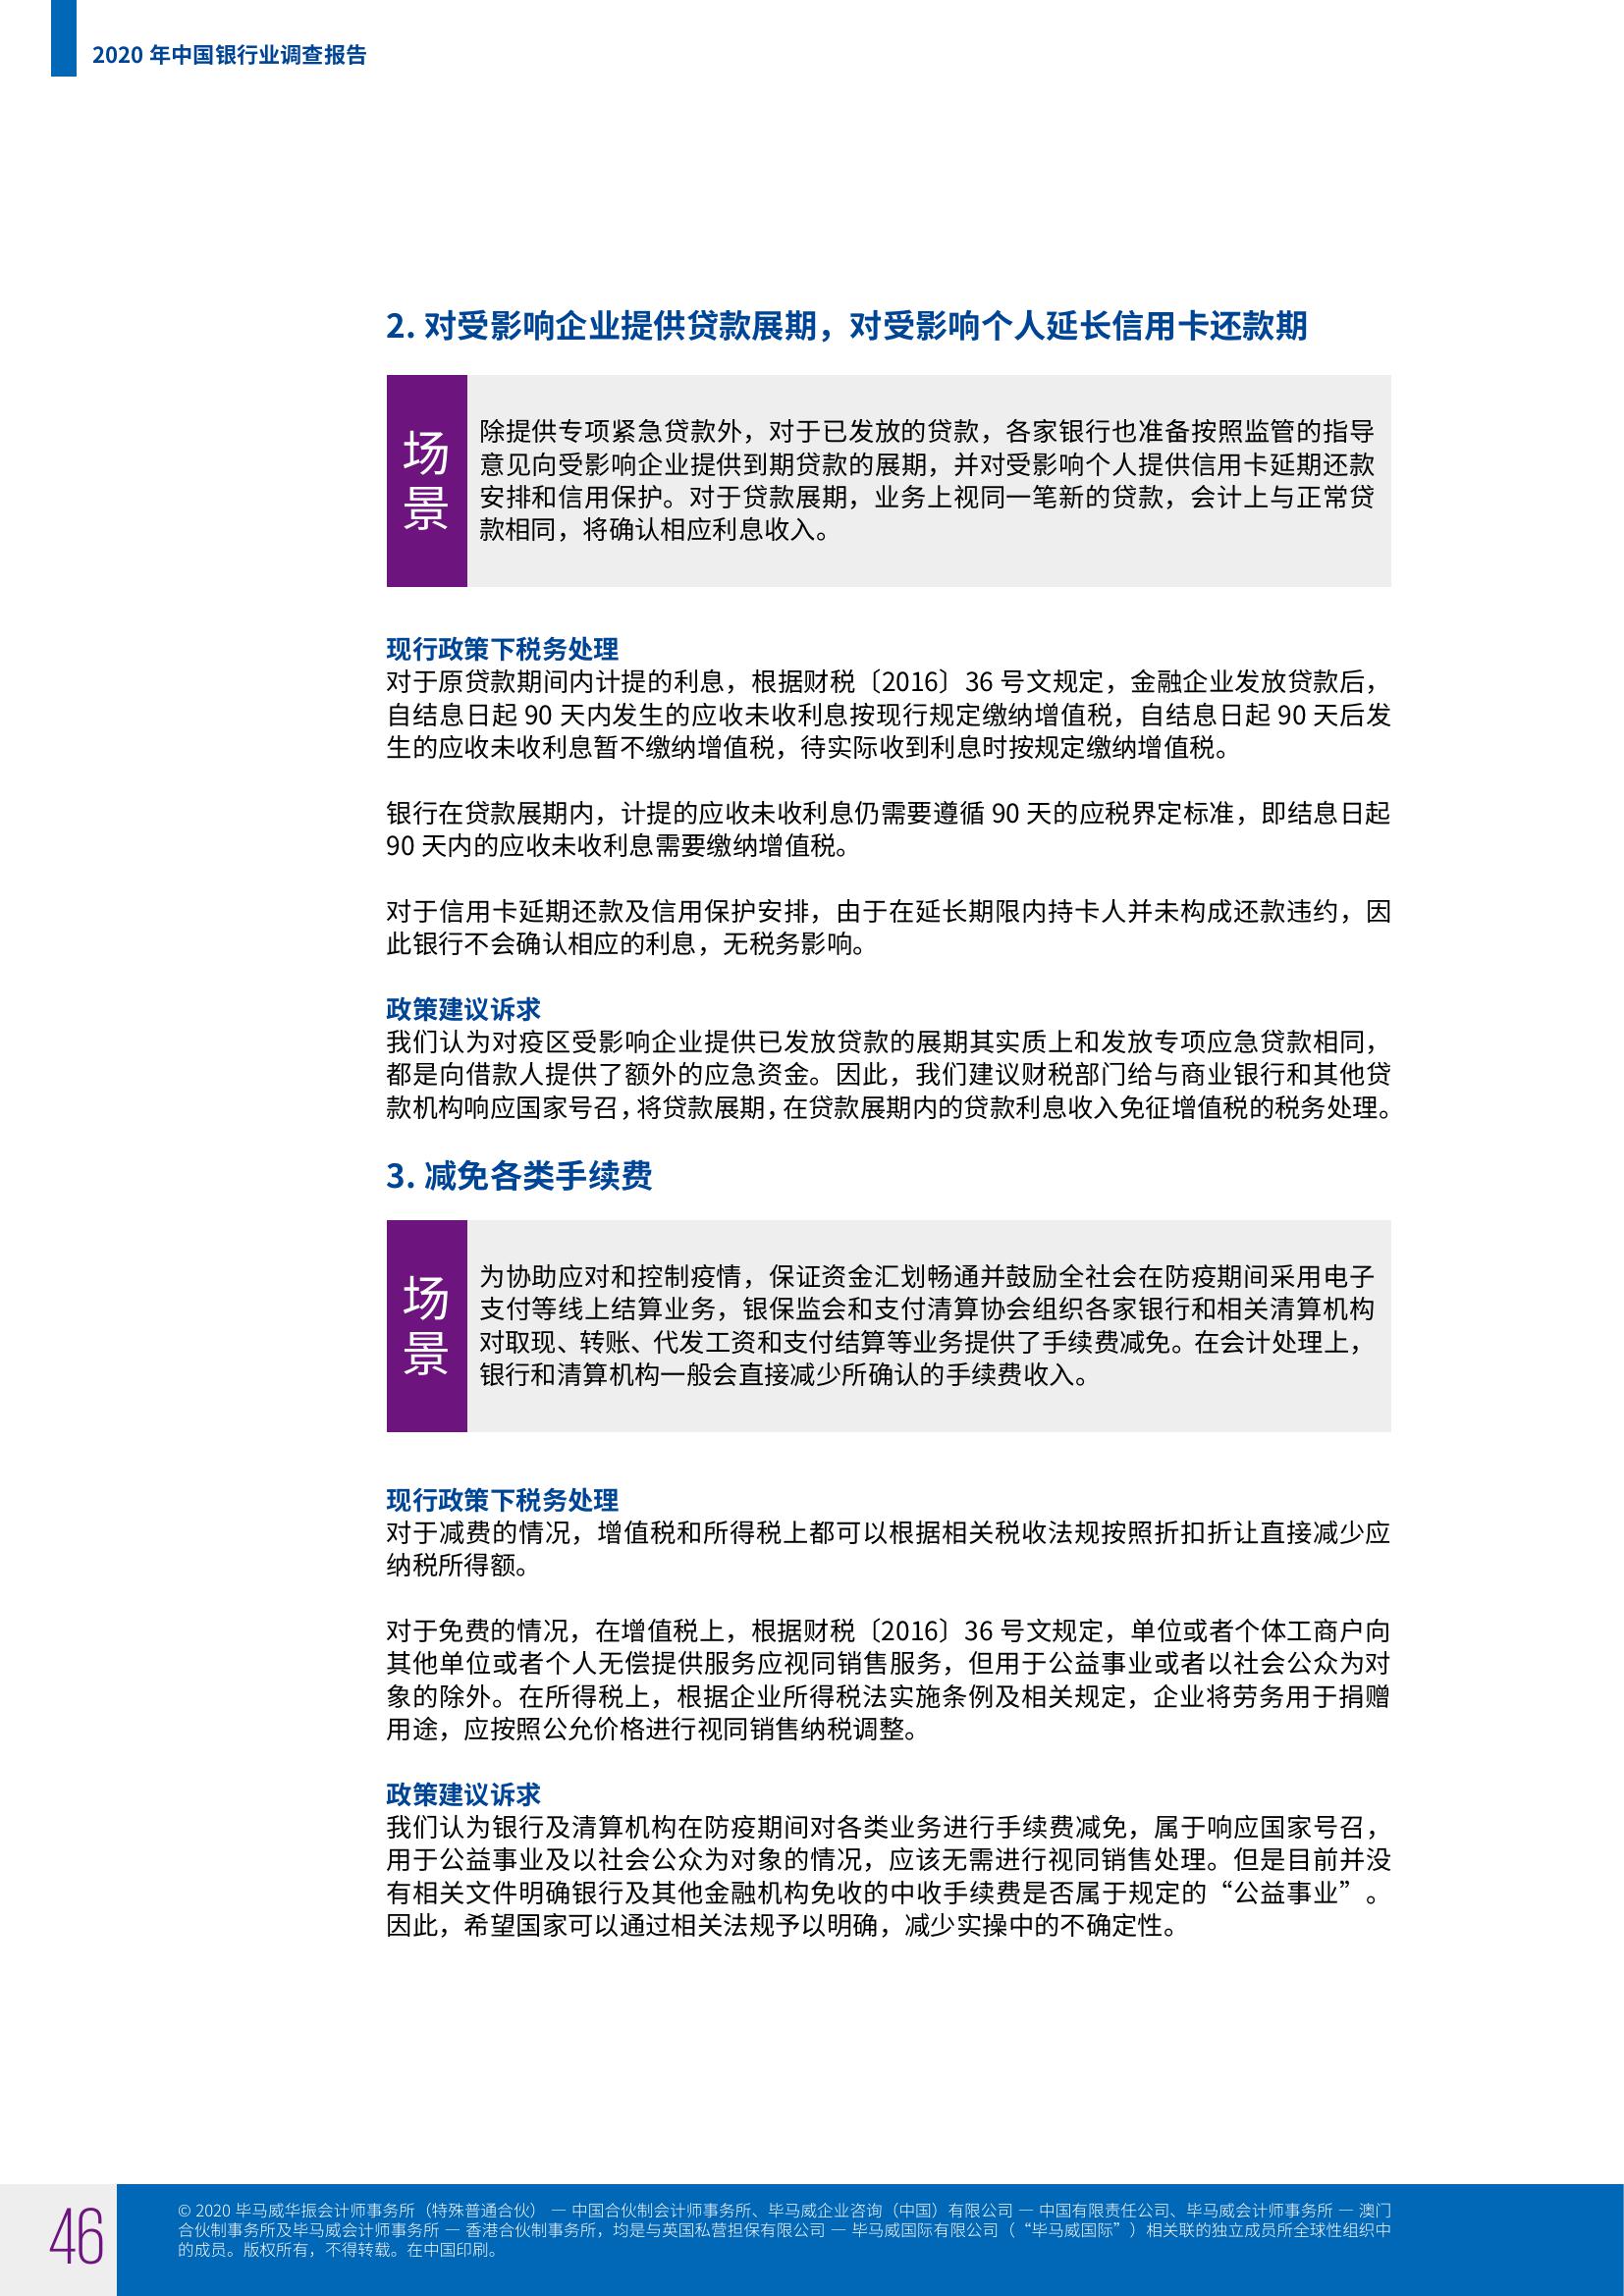 2020 年中国银行业调查报告
2. 对受影响企业提供贷款展期，对受影响个人延长信用卡还款期
场
景
除提供专项紧急贷款外，对于已发放的贷款，各家银行也准备按照监管的指导
意见向受影响企业提供到期贷款的展期，并对受影响个人提供信用卡延期还款
安排和信用保护。对于贷款展期，业务上视同一笔新的贷款，会计上与正常贷
款相同，将确认相应利息收入。
现行政策下税务处理
对于原贷款期间内计提的利息，根据财税〔2016〕36 号文规定，金融企业发放贷款后，
自结息日起 90 天内发生的应收未收利息按现行规定缴纳增值税，自结息日起 90 天后发
生的应收未收利息暂不缴纳增值税，待实际收到利息时按规定缴纳增值税。
银行在贷款展期内，计提的应收未收利息仍需要遵循 90 天的应税界定标准，即结息日起
90 天内的应收未收利息需要缴纳增值税。
对于信用卡延期还款及信用保护安排，由于在延长期限内持卡人并未构成还款违约，因
此银行不会确认相应的利息，无税务影响。
政策建议诉求
我们认为对疫区受影响企业提供已发放贷款的展期其实质上和发放专项应急贷款相同，
都是向借款人提供了额外的应急资金。因此，我们建议财税部门给与商业银行和其他贷
款机构响应国家号召，将贷款展期，在贷款展期内的贷款利息收入免征增值税的税务处理。
3. 减免各类手续费
场
景
为协助应对和控制疫情，保证资金汇划畅通并鼓励全社会在防疫期间采用电子
支付等线上结算业务，银保监会和支付清算协会组织各家银行和相关清算机构
对取现、转账、代发工资和支付结算等业务提供了手续费减免。在会计处理上，
银行和清算机构一般会直接减少所确认的手续费收入。
现行政策下税务处理
对于减费的情况，增值税和所得税上都可以根据相关税收法规按照折扣折让直接减少应
纳税所得额。
对于免费的情况，在增值税上，根据财税〔2016〕36 号文规定，单位或者个体工商户向
其他单位或者个人无偿提供服务应视同销售服务，但用于公益事业或者以社会公众为对
象的除外。在所得税上，根据企业所得税法实施条例及相关规定，企业将劳务用于捐赠
用途，应按照公允价格进行视同销售纳税调整。
政策建议诉求
我们认为银行及清算机构在防疫期间对各类业务进行手续费减免，属于响应国家号召，
用于公益事业及以社会公众为对象的情况，应该无需进行视同销售处理。但是目前并没
有相关文件明确银行及其他金融机构免收的中收手续费是否属于规定的“公益事业”。
因此，希望国家可以通过相关法规予以明确，减少实操中的不确定性。
46
© 2020 毕马威华振会计师事务所（特殊普通合伙） — 中国合伙制会计师事务所、毕马威企业咨询（中国）有限公司 — 中国有限责任公司、毕马威会计师事务所 — 澳门
合伙制事务所及毕马威会计师事务所 — 香港合伙制事务所，均是与英国私营担保有限公司 — 毕马威国际有限公司（“毕马威国际”）相关联的独立成员所全球性组织中
的成员。版权所有，不得转载。在中国印刷。